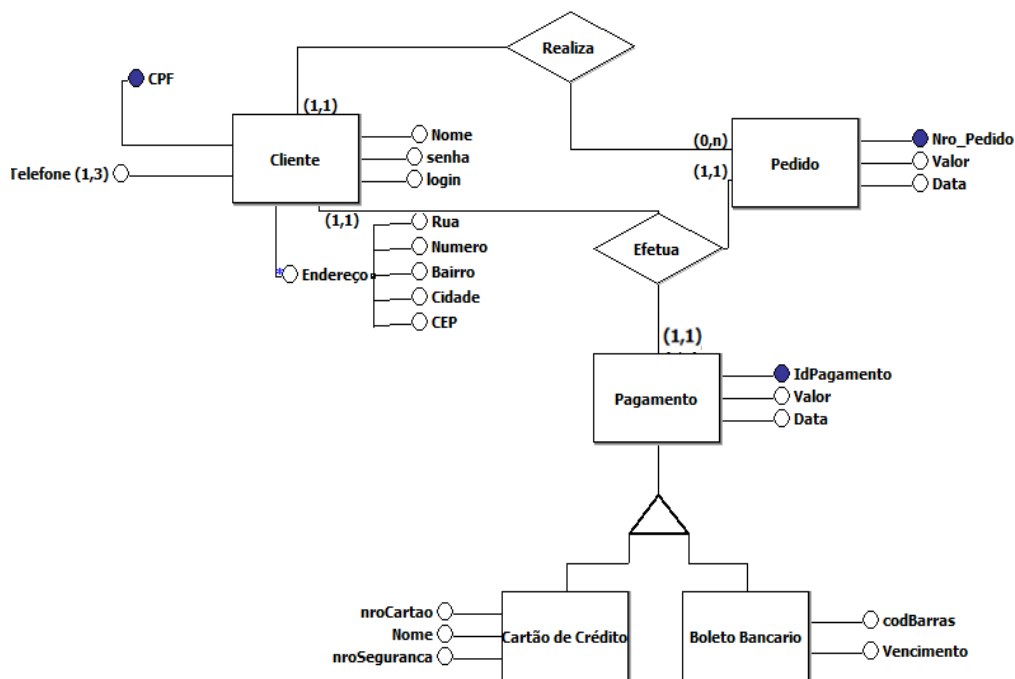 Realiza
CPF
(1,1)
Nome
senha
login
Cliente
Telefone (1,3)
(0,n)
(1,1)
Pedido
Nro_Pedido
Valor
Data
(1,1)
Rua
Numero
Endereço
Bairro
Cidade
CEP
Efetua
(1,1)
Pagamento
IdPagamento
Valor
Data
nroCartao
Nome
nroSeguranca
Cartão de Crédito
Boleto Bancario
codBarras
Vencimento